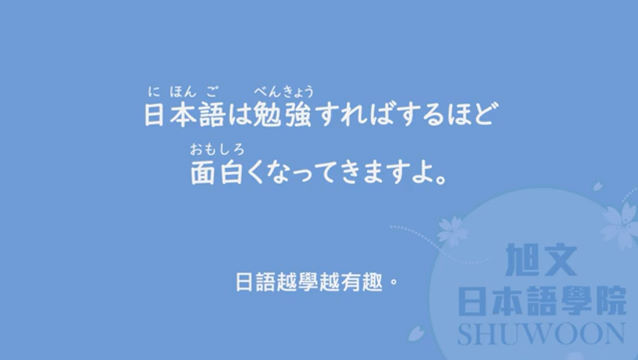 に ほん ご べんきょう
日本語は勉強すればするほど
おもしろ
面白くなってきますよ。
日語越學越有趣。
旭文
日本語學院
SHUWOON